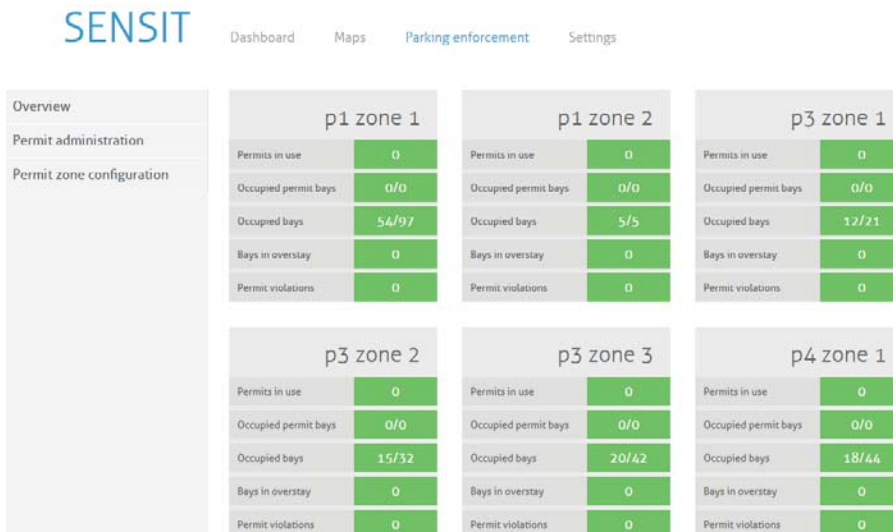 SENSIT
Dashboard Maps Parking enforcement Settings
Overview
Permit administration
Permit zone configuration
p1 zone 1
Permits in use 0
Occupied permit bays 0/0
Occupied bays 54/97
Bays in overstay 0
Permit violations 0
p1 zone 2
Permits in use 0
Occupied permit bays 0/0
Occupied bays 5/5
Bays in overstay 0
Permit violations 0
p3 zone 1
Permits in use 0
Occupied permit bays 0/0
Occupied bays 12/21
Bays in overstay 0
Permit violations 0
p3 zone 2
Permits in use 0
Occupied permit bays 0/0
Occupied bays 15/32
Bays in overstay 0
Permit violations 0
p3 zone 3
Permits in use 0
Occupied permit bays 0/0
Occupied bays 20/42
Bays in overstay 0
Permit violations 0
p4 zone 1
Permits in use 0
Occupied permit bays 0/0
Occupied bays 18/44
Bays in overstay 0
Permit violations 0